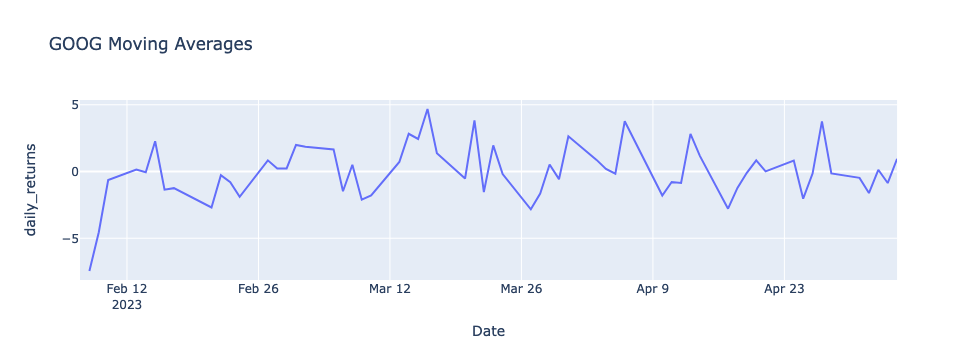 GOOG Moving Averages
daily_returns
5
0
−5
Feb 12
2023
Feb 26
Mar 12
Mar 26
Apr 9
Apr 23
Date